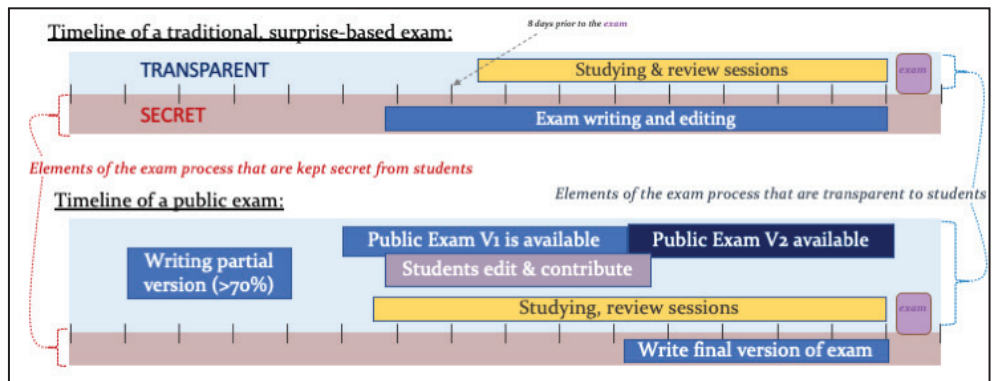 8 days prior to the exam
Timeline of a traditional, surprise-based exam:
TRANSPARENT
Studying & review sessions
exam
SECRET
Exam writing and editing
Elements of the exam process that are kept secret from students
Elements of the exam process that are transparent to students
Timeline of a public exam:
Public Exam V1 is available
Public Exam V2 available
Writing partial
version (>70%)
Students edit & contribute
Studying, review sessions
exam
Write final version of exam